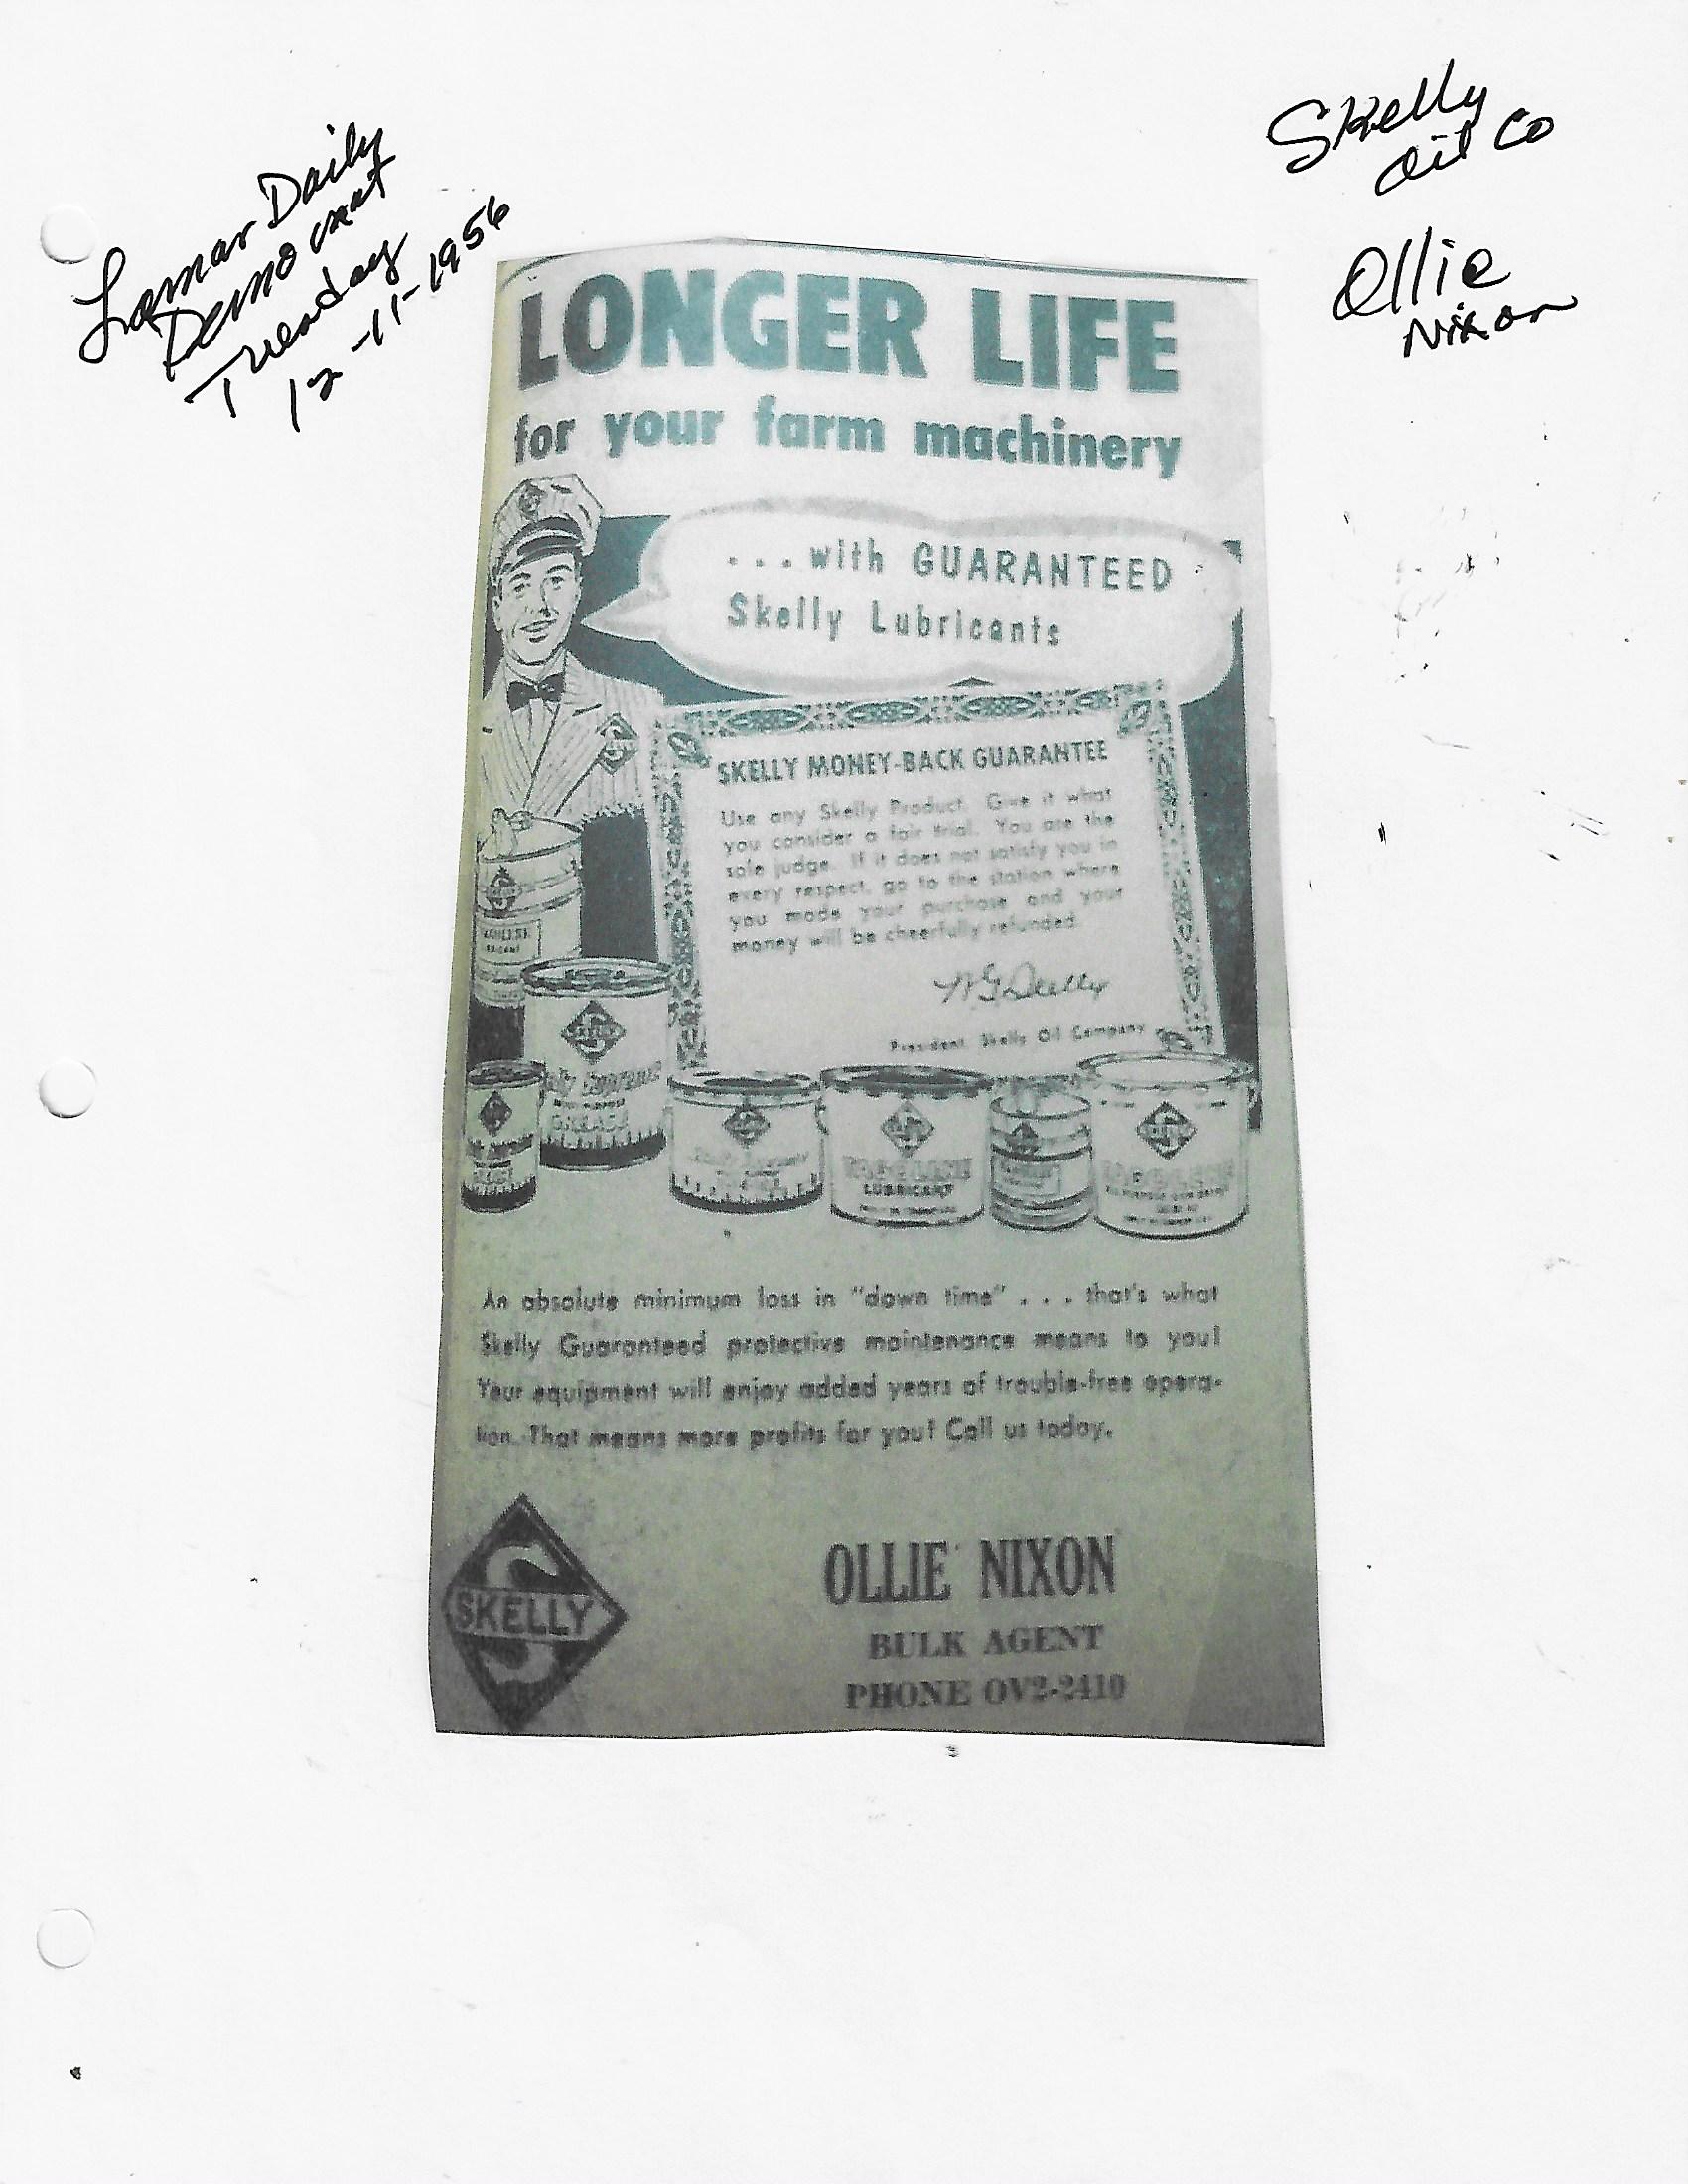 Lamar Daily
Democrat
Tuesday
12-11-1956
Skelly
Oil Co
Ollie
Nixon
LONGER LIFE
for your farm machinery
. . . with GUARANTEED
Skelly Lubricants
SKELLY MONEY-BACK GUARANTEE
Use any Skelly Product. Give it what
you consider a fair trial. You are the
sole judge. If it does not satisfy you in
every respect, go to the station where
you made your purchase and your
money will be cheerfully refunded.
W G Skelly
President, Skelly Oil Company
SKELLY
GREASE
LUBRICANT
An absolute minimum loss in "down time" . . . that's what
Skelly Guaranteed protective maintenance means to you!
Your equipment will enjoy added years of trouble-free opera-
tion. That means more profits for you! Call us today.
SKELLY
OLLIE NIXON
BULK AGENT
PHONE OV2-2410